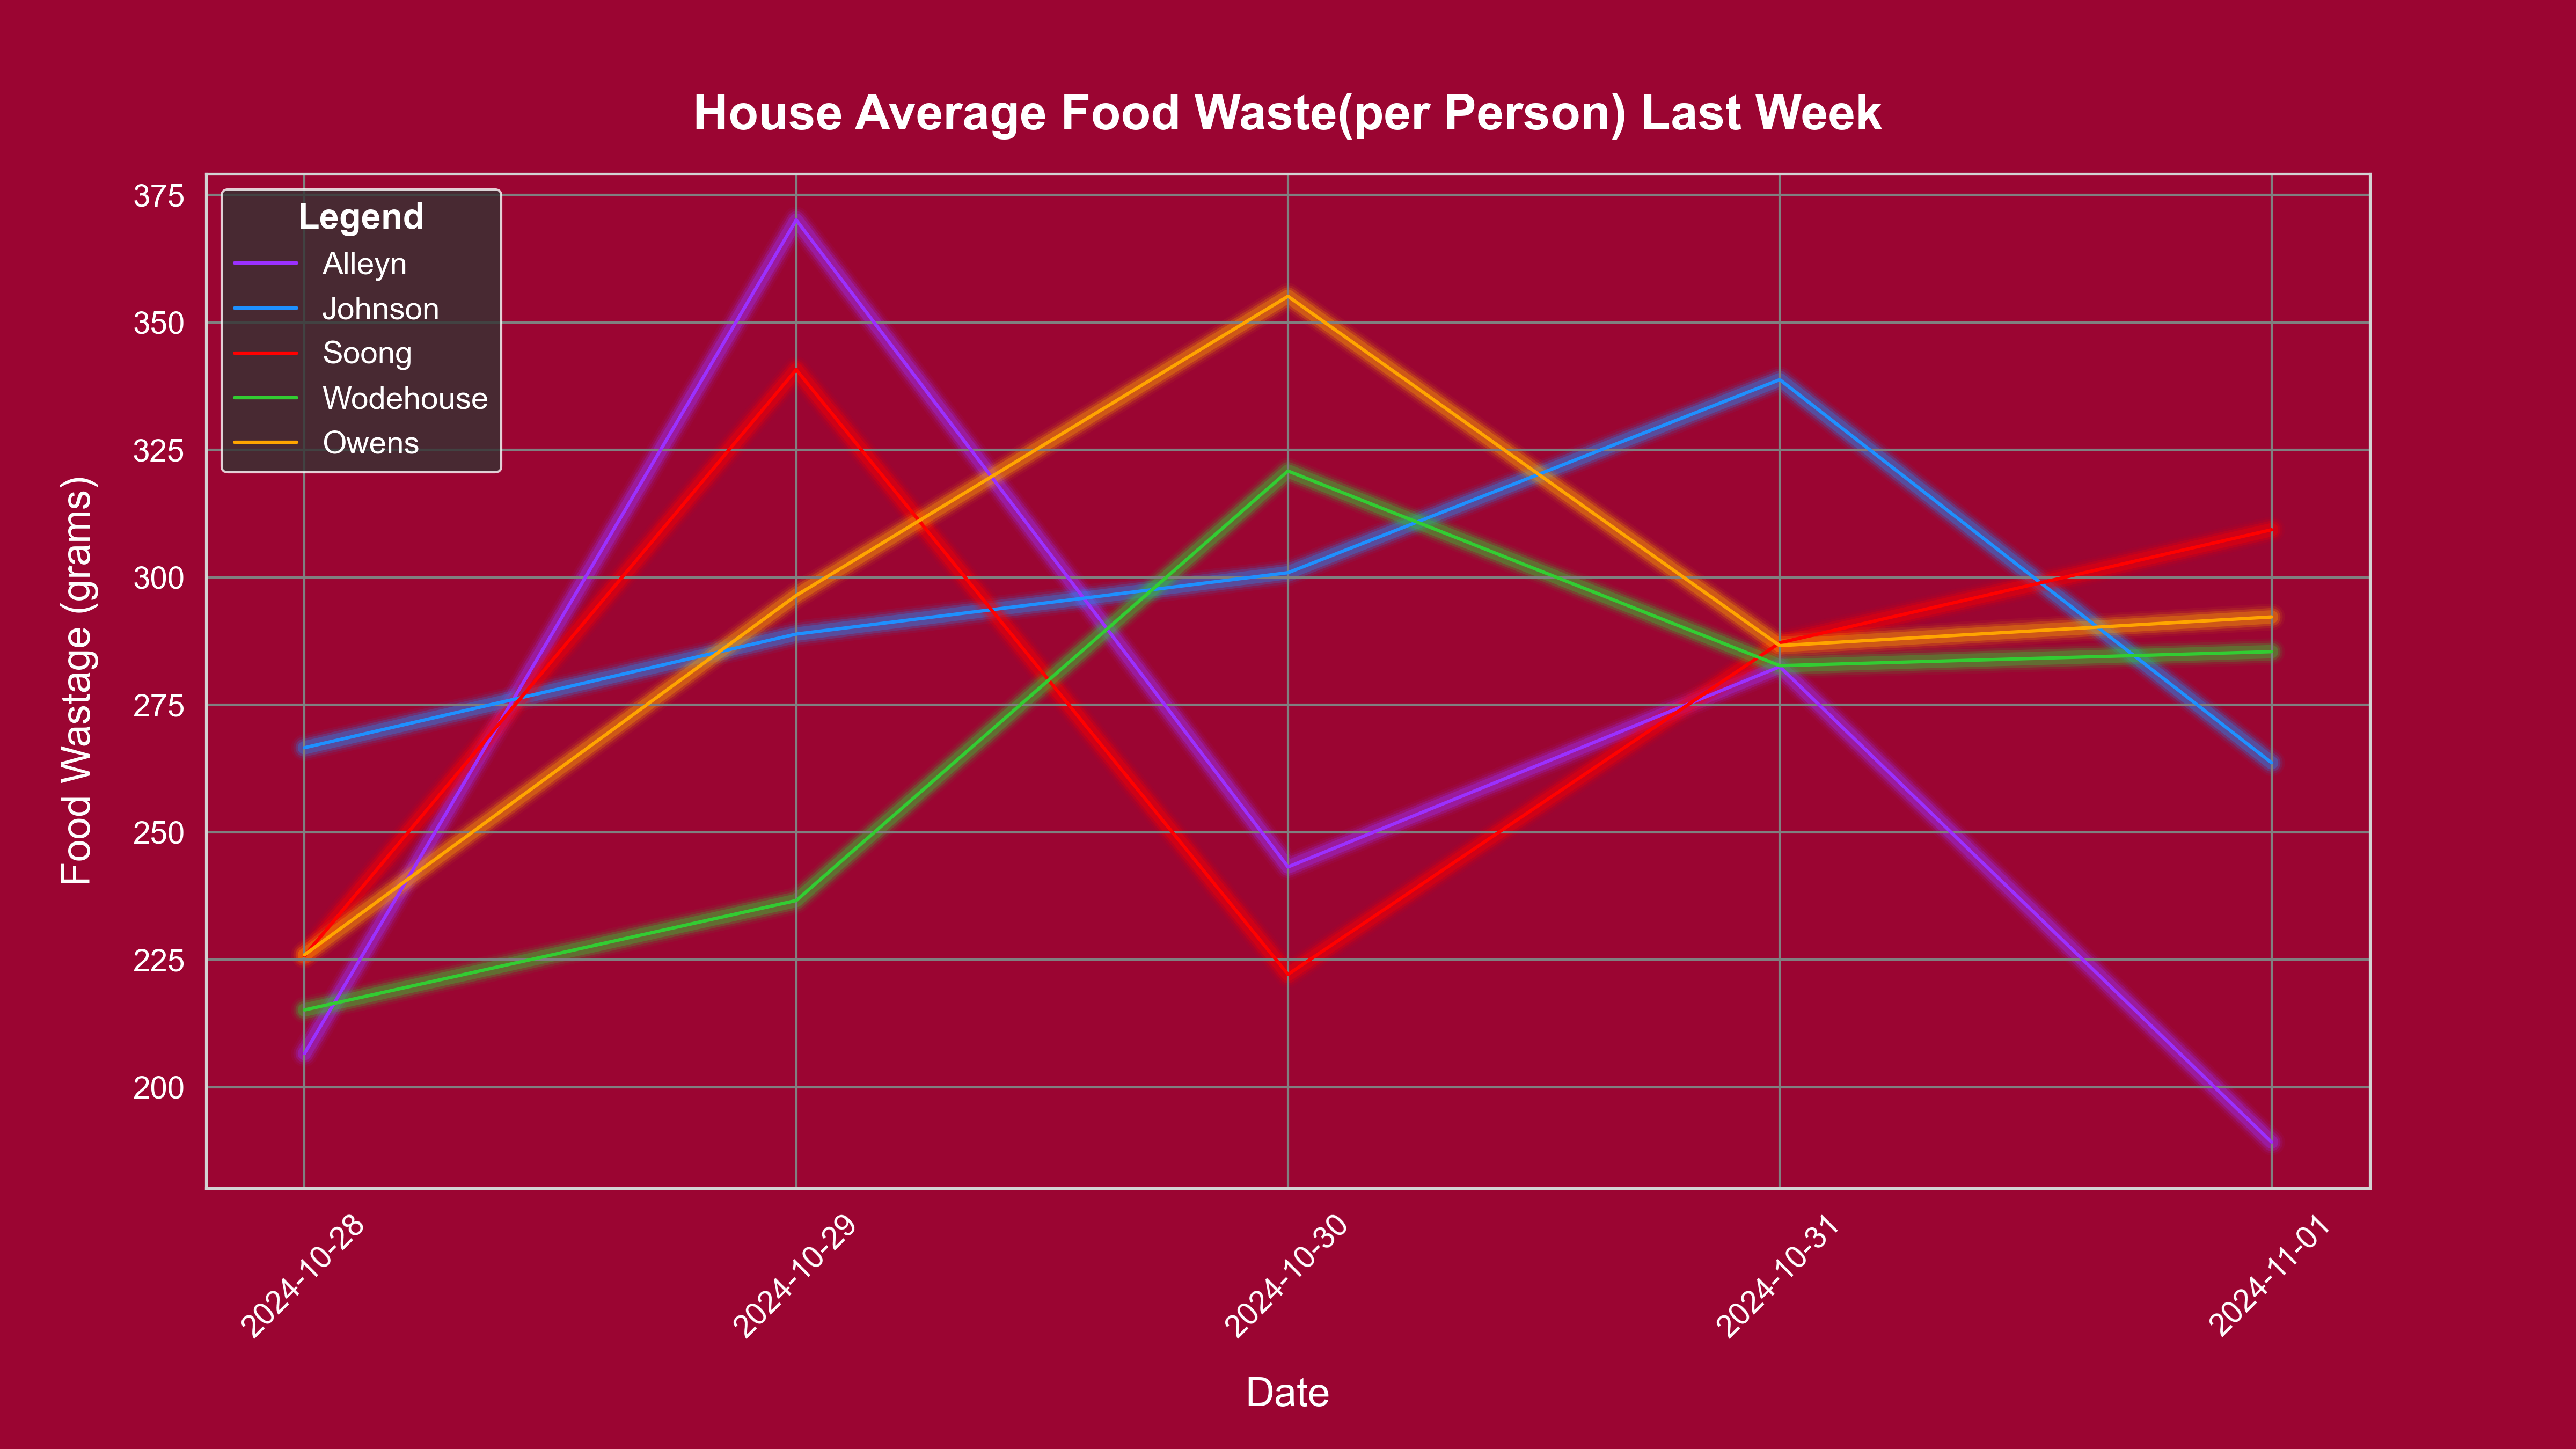 House Average Food Waste(per Person) Last Week
Legend
Alleyn
Johnson
Soong
Wodehouse
Owens
375
350
325
300
275
250
225
200
Food Wastage (grams)
2024-10-28
2024-10-29
2024-10-30
2024-10-31
2024-11-01
Date